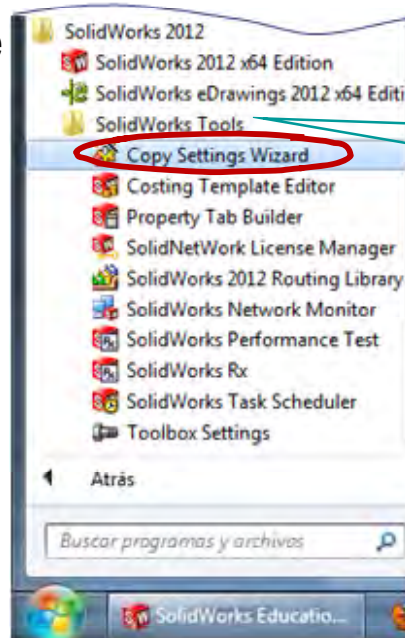 e
SolidWorks 2012
SolidWorks 2012 x64 Edition
SolidWorks eDrawings 2012 x64 Editi
SolidWorks Tools
Copy Settings Wizard
Costing Template Editor
Property Tab Builder
SolidNetWork License Manager
SolidWorks 2012 Routing Library
SolidWorks Network Monitor
SolidWorks Performance Test
SolidWorks Rx
SolidWorks Task Scheduler
Toolbox Settings
Atrás
Buscar programas y archivos
SolidWorks Educatio...